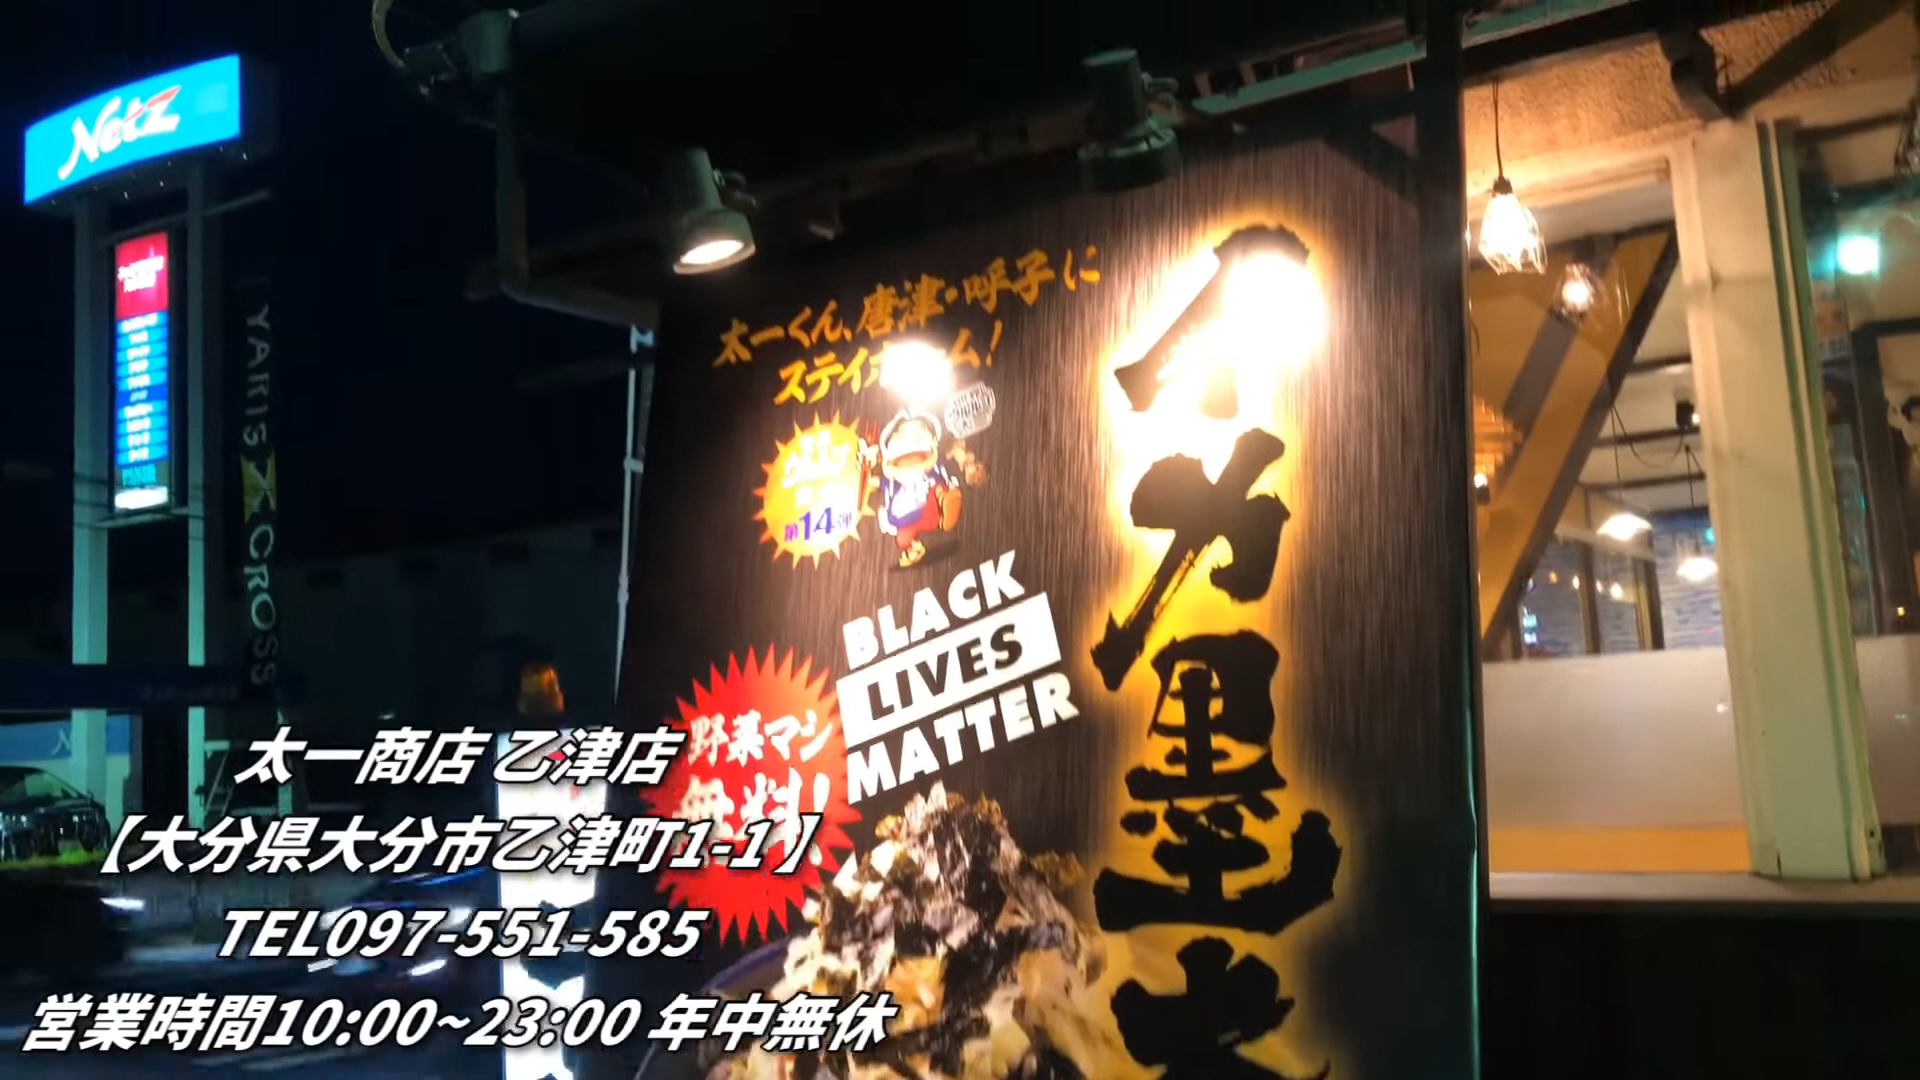 Netz
YARIS X CROSS
太一くん、唐津・呼子に
ステイホーム！
第14弾
イカ墨
BLACK
LIVES
MATTER
野菜マシ
無料！
太一商店 乙津店
【大分県大分市乙津町1-1】
TEL097-551-585
営業時間10:00~23:00 年中無休